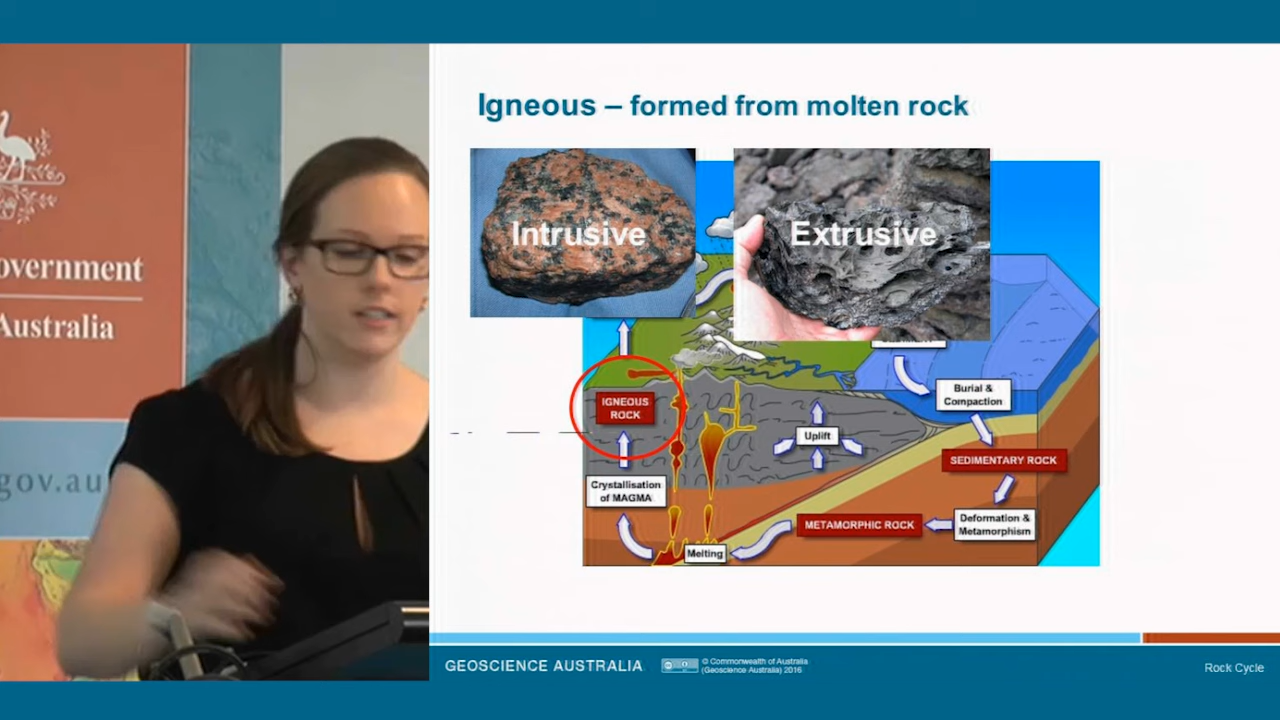 overnment
Australia
gov.au
Igneous – formed from molten rock
Intrusive
Extrusive
IGNEOUS
ROCK
Crystallisation
of MAGMA
Melting
Uplift
Burial &
Compaction
SEDIMENTARY ROCK
Deformation &
Metamorphism
METAMORPHIC ROCK
GEOSCIENCE AUSTRALIA
© Commonwealth of Australia
(Geoscience Australia) 2016
Rock Cycle